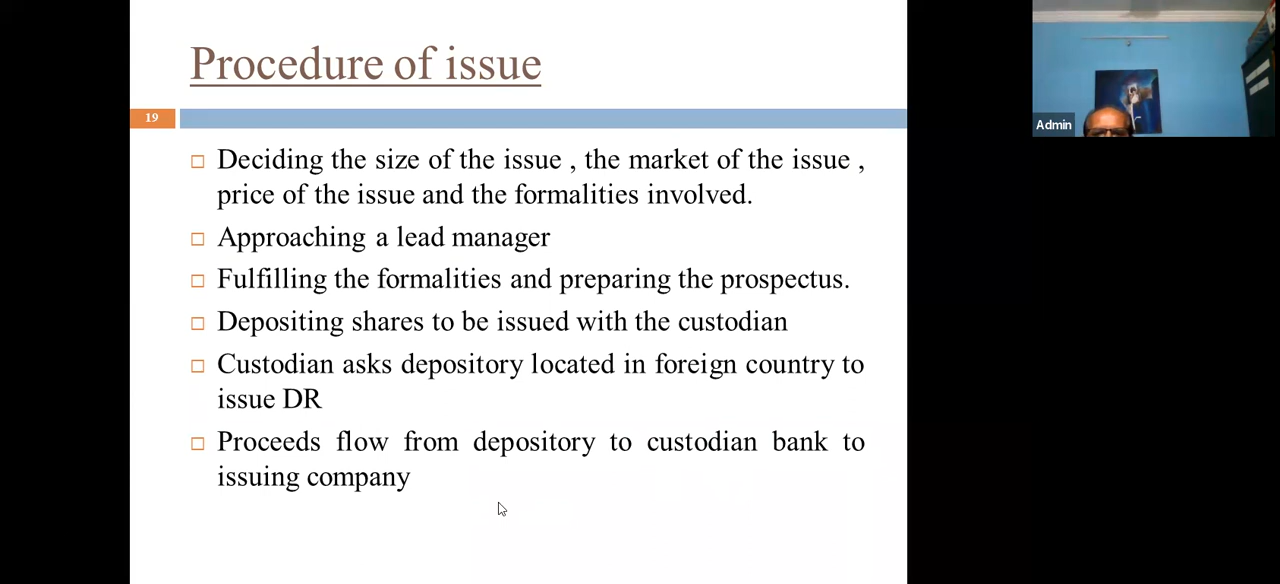 Procedure of issue
19
Deciding the size of the issue , the market of the issue ,
price of the issue and the formalities involved.
Approaching a lead manager
Fulfilling the formalities and preparing the prospectus.
Depositing shares to be issued with the custodian
Custodian asks depository located in foreign country to
issue DR
Proceeds flow from depository to custodian bank to
issuing company
Admin